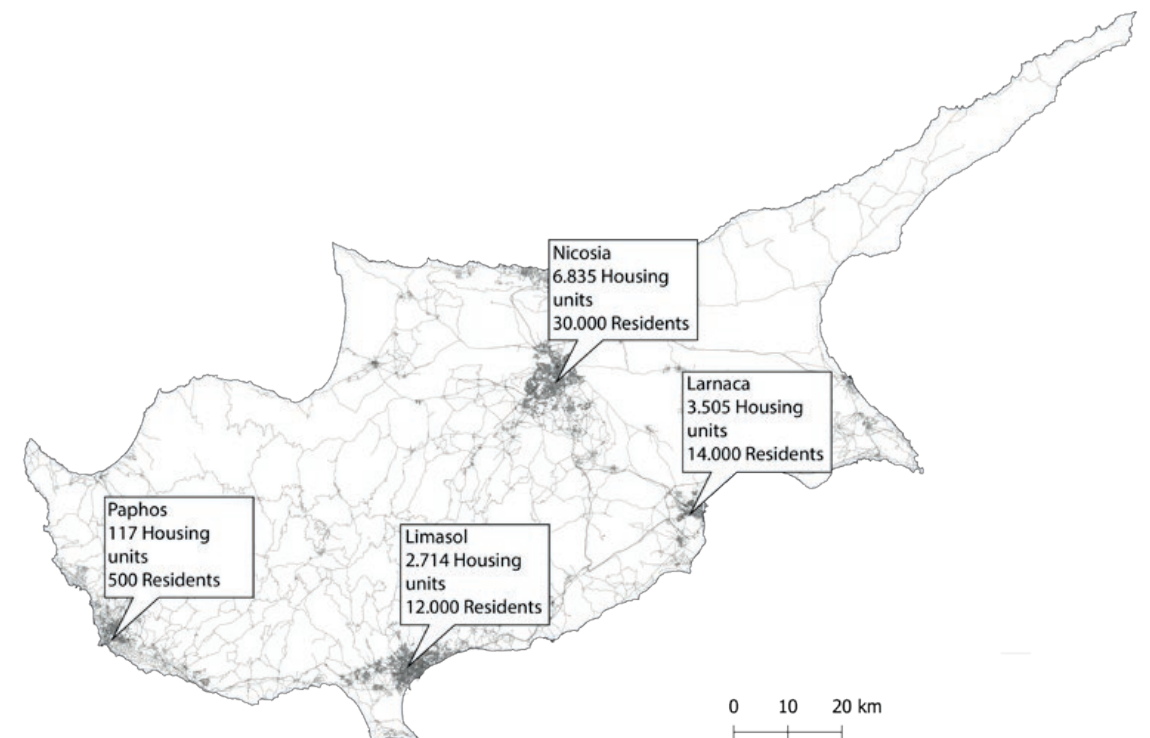 Nicosia
6.835 Housing
units
30.000 Residents
Larnaca
3.505 Housing
units
14.000 Residents
Paphos
117 Housing
units
500 Residents
Limasol
2.714 Housing
units
12.000 Residents
0 10 20 km